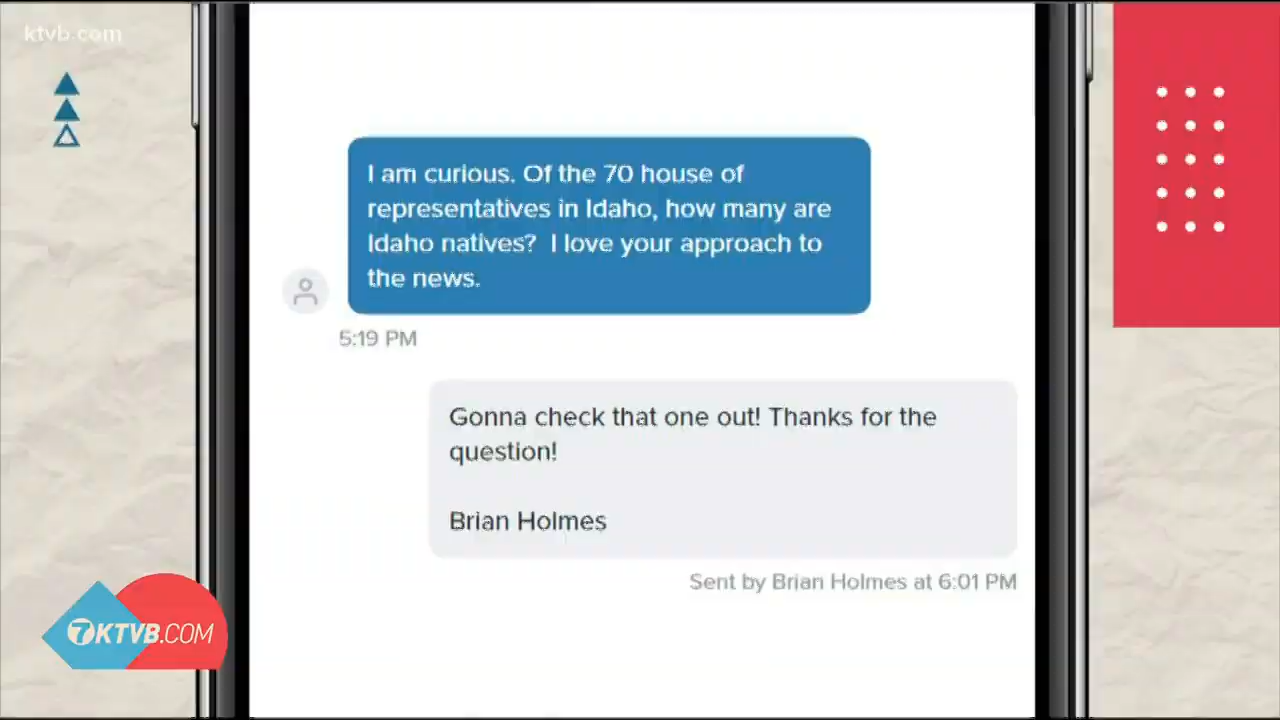 ktvb.com
I am curious. Of the 70 house of
representatives in Idaho, how many are
Idaho natives?  I love your approach to
the news.
5:19 PM
Gonna check that one out! Thanks for the
question!
Brian Holmes
Sent by Brian Holmes at 6:01 PM
7KTVB.COM